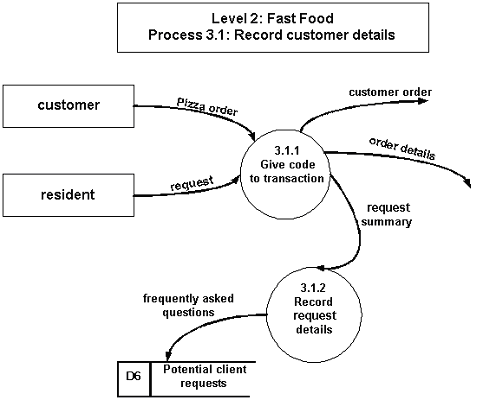 Level 2: Fast Food
Process 3.1: Record customer details
customer
Pizza order
customer order
3.1.1
Give code
to transaction
order details
resident
request
request
summary
3.1.2
Record
request
details
frequently asked
questions
D6
Potential client
requests